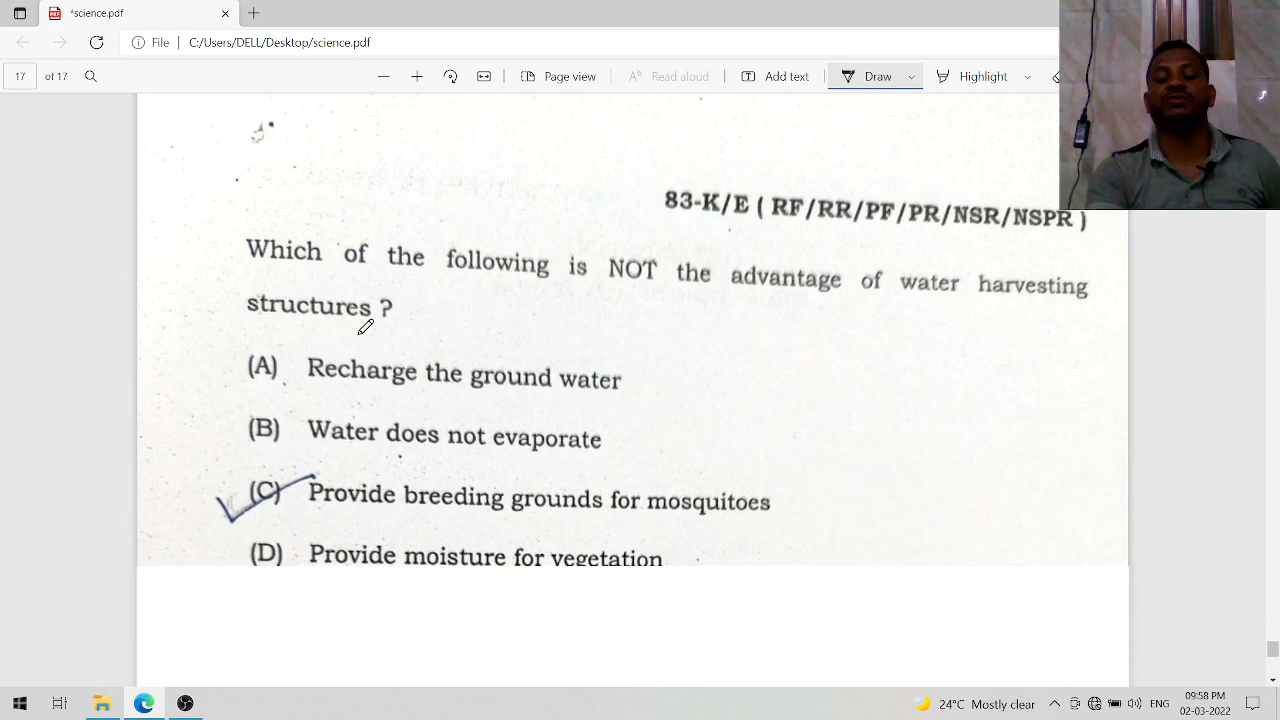 *science.pdf
File | C:/Users/DELL/Desktop/science.pdf
17 of 17
Page view
Read aloud
Add text
Draw
Highlight
83-K/E ( RF/RR/PF/PR/NSR/NSPR )
Which of the following is NOT the advantage of water harvesting
structures ?
(A) Recharge the ground water
(B) Water does not evaporate
(C) Provide breeding grounds for mosquitoes
(D) Provide moisture for vegetation
24°C Mostly clear
ENG
09:58 PM
02-03-2022